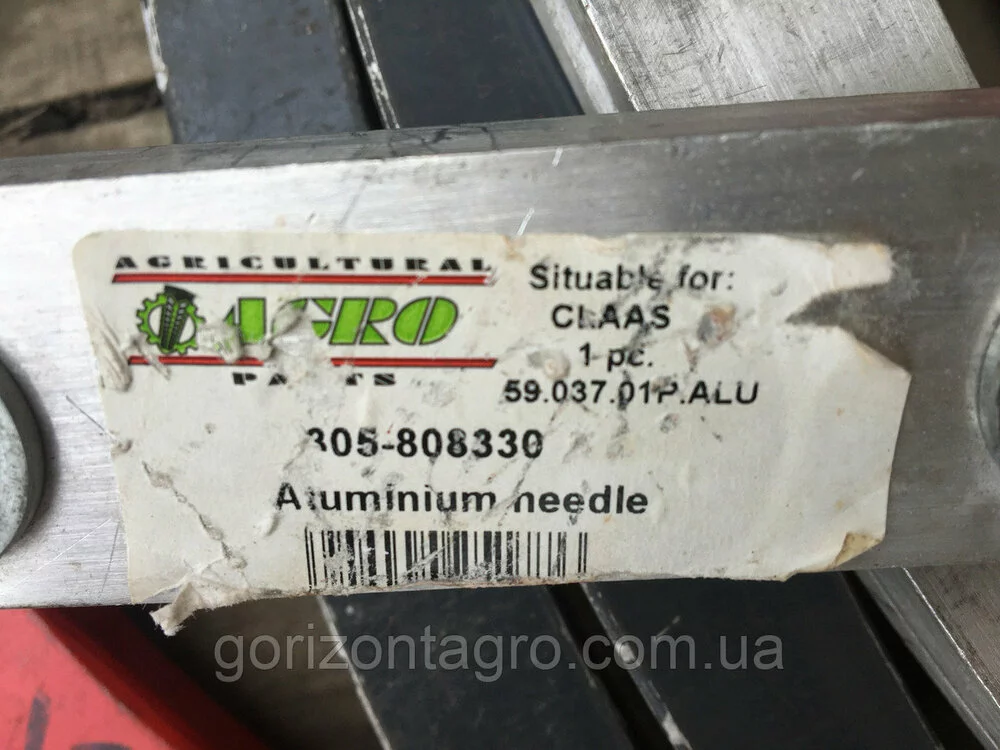 AGRICULTURAL
AGRO
PARTS
Situable for:
CLAAS
1 pc.
59.037.01P.ALU
305-808330
Aluminium needle
gorizontagro.com.ua